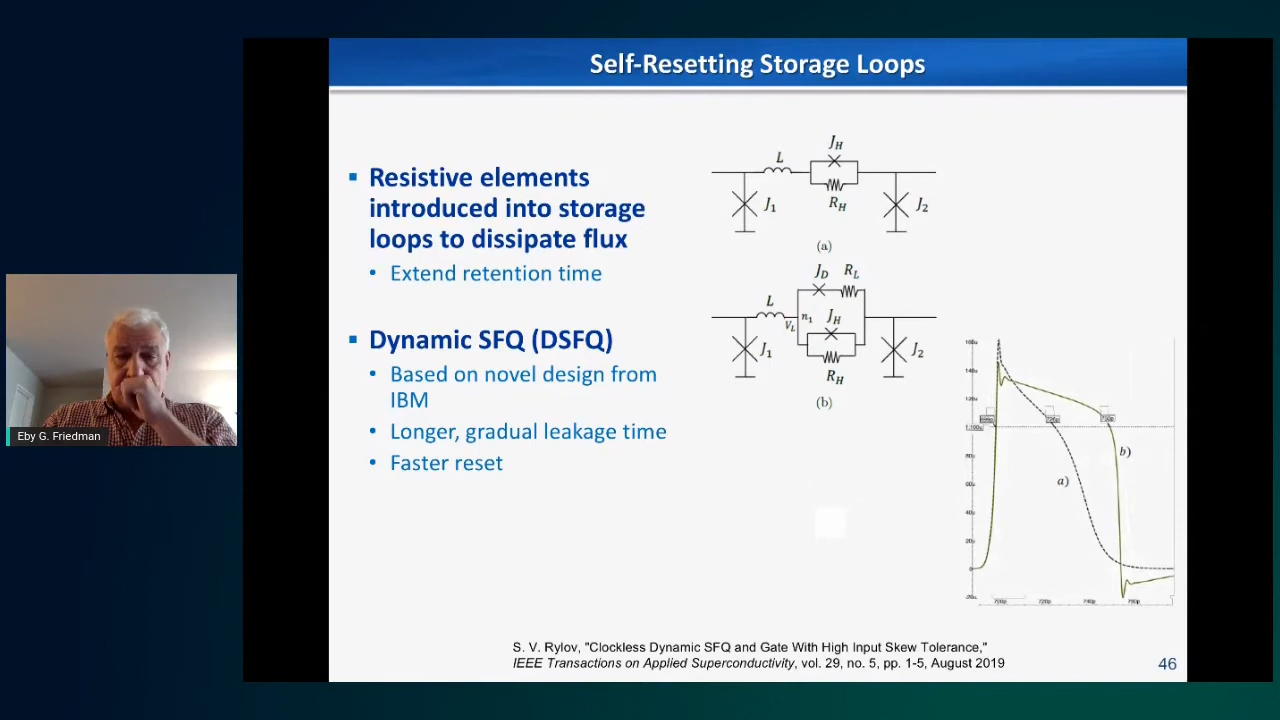 Self-Resetting Storage Loops
Resistive elements
introduced into storage
loops to dissipate flux
Extend retention time
Dynamic SFQ (DSFQ)
Based on novel design from
IBM
Longer, gradual leakage time
Faster reset
L
J_H
R_H
J_1
J_2
(a)
J_D R_L
L
V_L n_1 J_H
J_1
J_2
R_H
(b)
b)
a)
S. V. Rylov, "Clockless Dynamic SFQ and Gate With High Input Skew Tolerance,"
IEEE Transactions on Applied Superconductivity, vol. 29, no. 5, pp. 1-5, August 2019
46
Eby G. Friedman